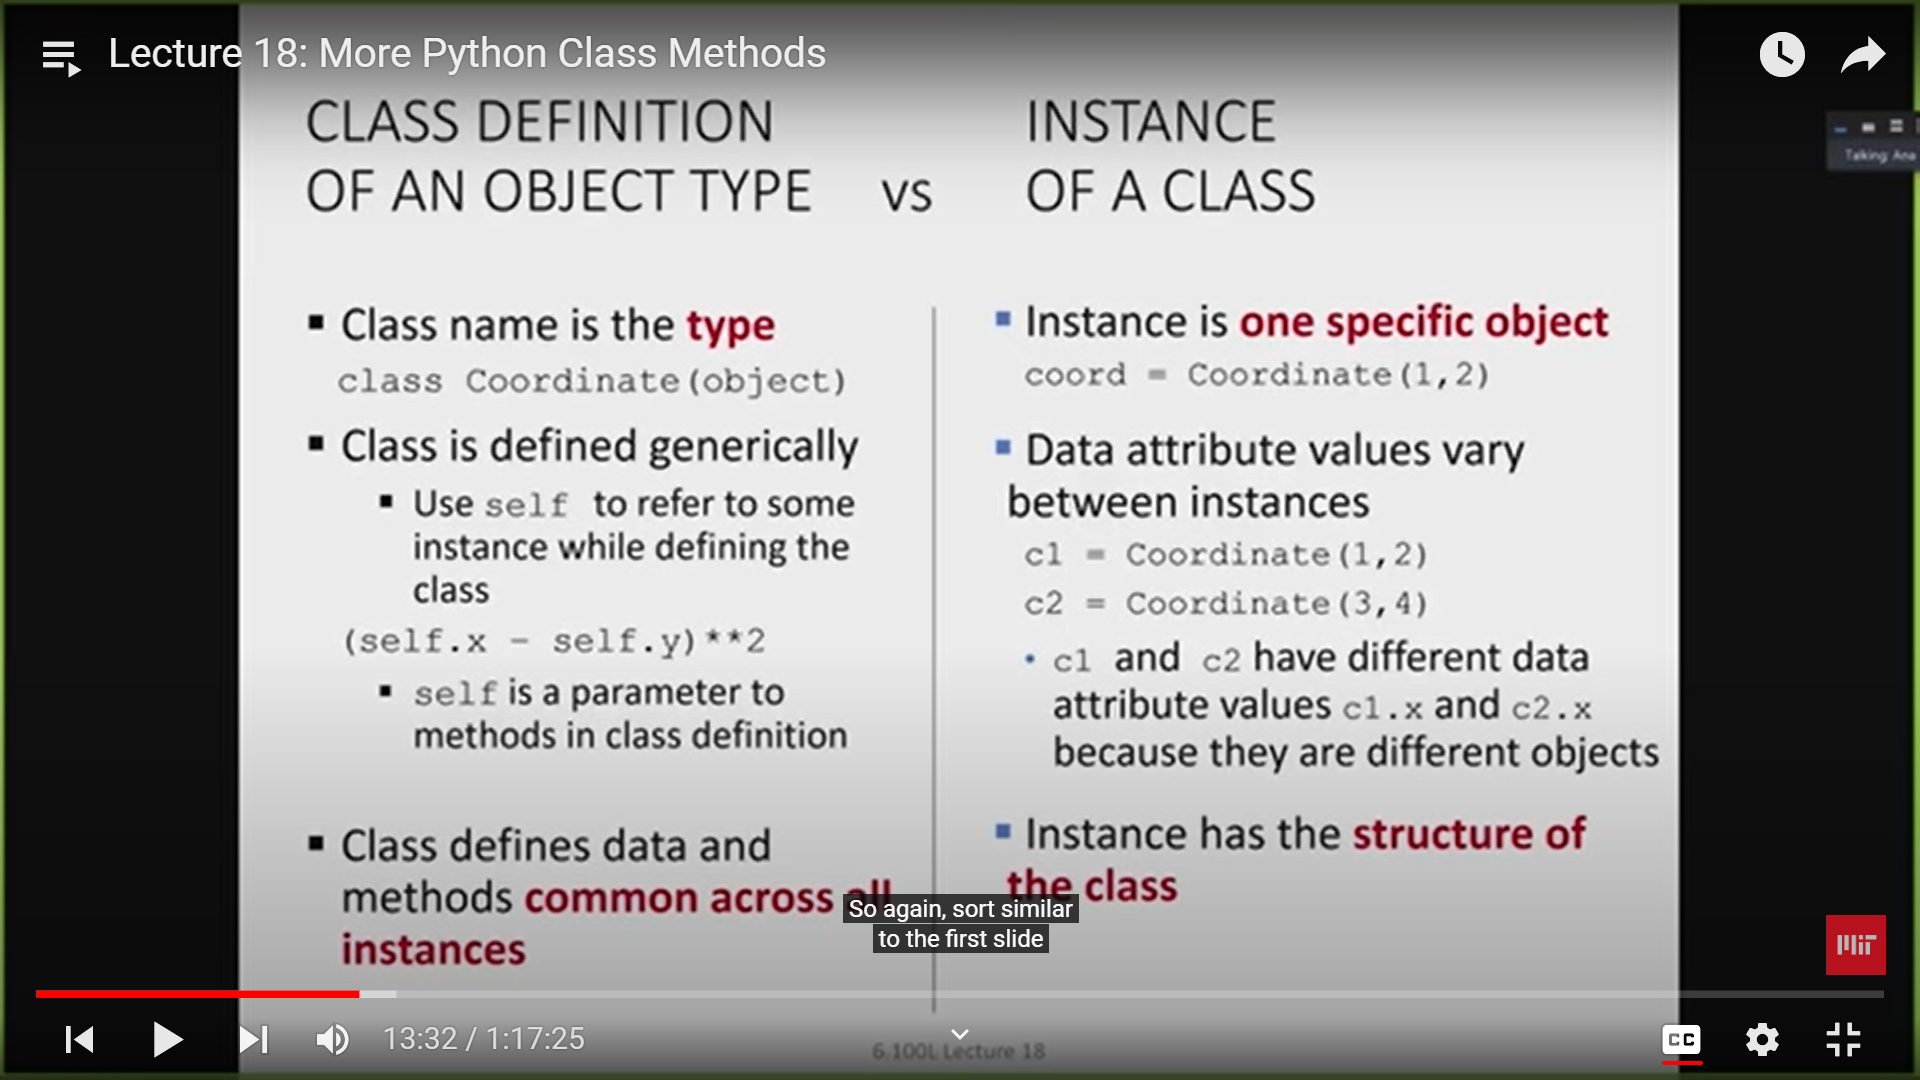 Lecture 18: More Python Class Methods
Talking: Ana
CLASS DEFINITION
OF AN OBJECT TYPE
vs
INSTANCE
OF A CLASS
Class name is the type
class Coordinate(object)
Class is defined generically
Use self to refer to some
instance while defining the
class
(self.x - self.y)**2
self is a parameter to
methods in class definition
Class defines data and
methods common across all
instances
Instance is one specific object
coord = Coordinate(1,2)
Data attribute values vary
between instances
c1 = Coordinate(1,2)
c2 = Coordinate(3,4)
c1 and c2 have different data
attribute values c1.x and c2.x
because they are different objects
Instance has the structure of
the class
So again, sort similar
to the first slide
MIT
13:32 / 1:17:25
6.100L Lecture 18
CC